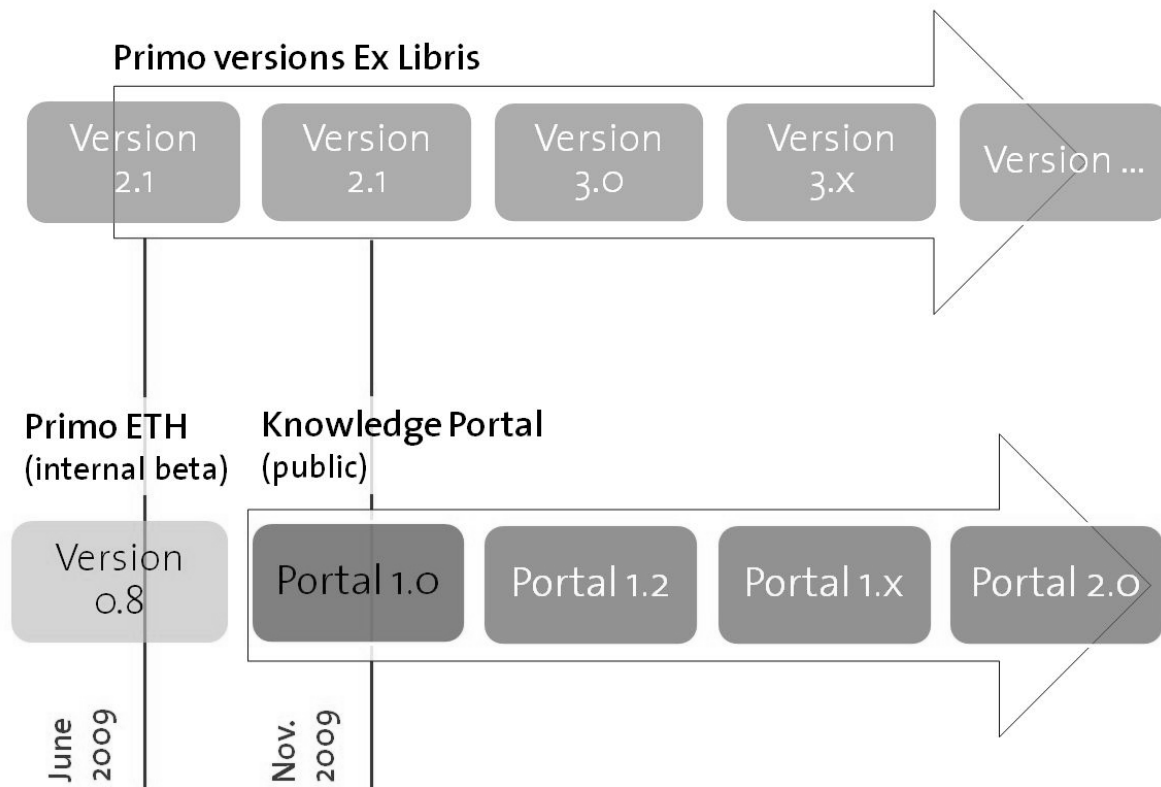 Primo versions Ex Libris
Version
2.1
Version
2.1
Version
3.0
Version
3.x
Version ...
Primo ETH
(internal beta)
Knowledge Portal
(public)
Version
0.8
Portal 1.0
Portal 1.2
Portal 1.x
Portal 2.0
June
2009
Nov.
2009